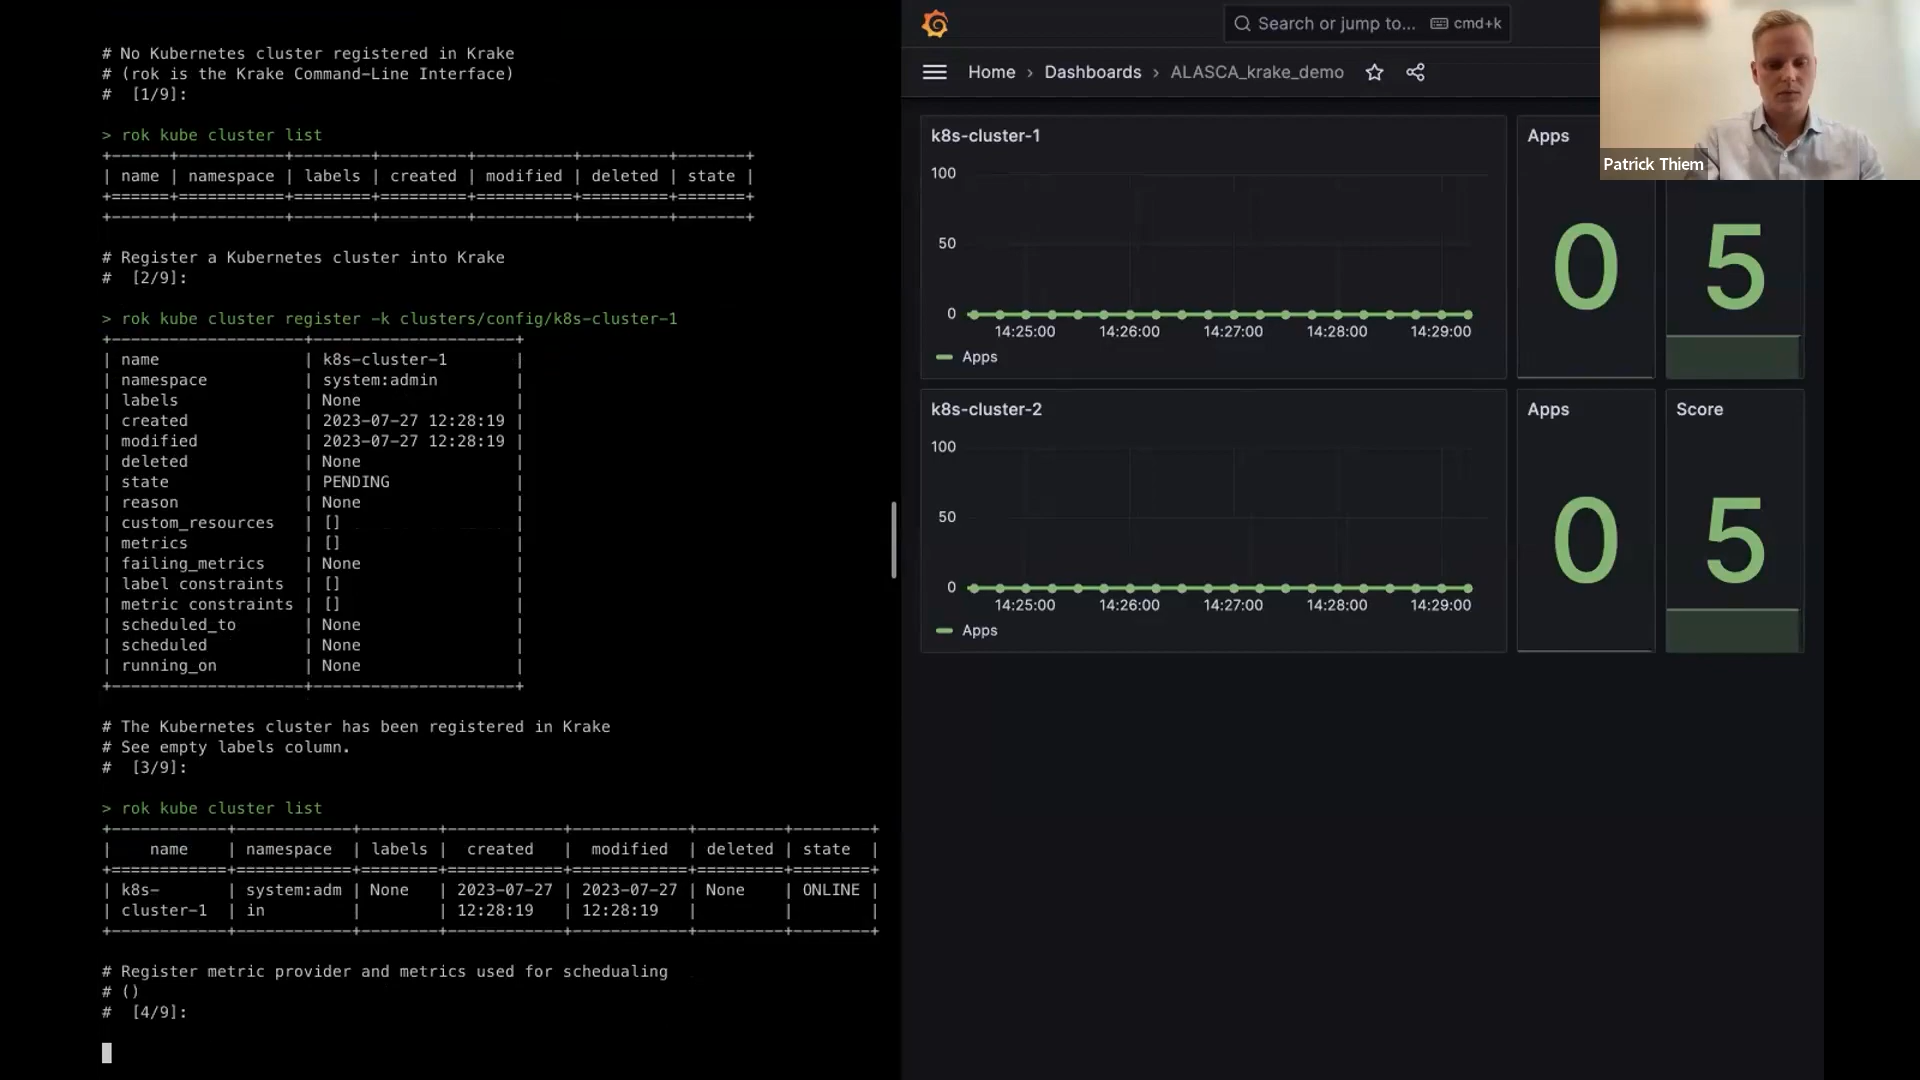 # No Kubernetes cluster registered in Krake
# (rok is the Krake Command-Line Interface)
#  [1/9]:
> rok kube cluster list
| name | namespace | labels | created | modified | deleted | state |
# Register a Kubernetes cluster into Krake
#  [2/9]:
> rok kube cluster register -k clusters/config/k8s-cluster-1
| name | k8s-cluster-1 |
| namespace | system:admin |
| labels | None |
| created | 2023-07-27 12:28:19 |
| modified | 2023-07-27 12:28:19 |
| deleted | None |
| state | PENDING |
| reason | None |
| custom_resources | [] |
| metrics | [] |
| failing_metrics | None |
| label constraints | [] |
| metric constraints | [] |
| scheduled_to | None |
| scheduled | None |
| running_on | None |
# The Kubernetes cluster has been registered in Krake
# See empty labels column.
#  [3/9]:
> rok kube cluster list
| name | namespace | labels | created | modified | deleted | state |
| k8s- | system:adm | None | 2023-07-27 | 2023-07-27 | None | ONLINE |
| cluster-1 | in | | 12:28:19 | 12:28:19 | | |
# Register metric provider and metrics used for schedualing
# ()
#  [4/9]:
Search or jump to... cmd+k
Home › Dashboards › ALASCA_krake_demo
Patrick Thiem
k8s-cluster-1
100
50
0
14:25:00 14:26:00 14:27:00 14:28:00 14:29:00
Apps
Apps
0
5
k8s-cluster-2
100
50
0
14:25:00 14:26:00 14:27:00 14:28:00 14:29:00
Apps
Apps
0
Score
5